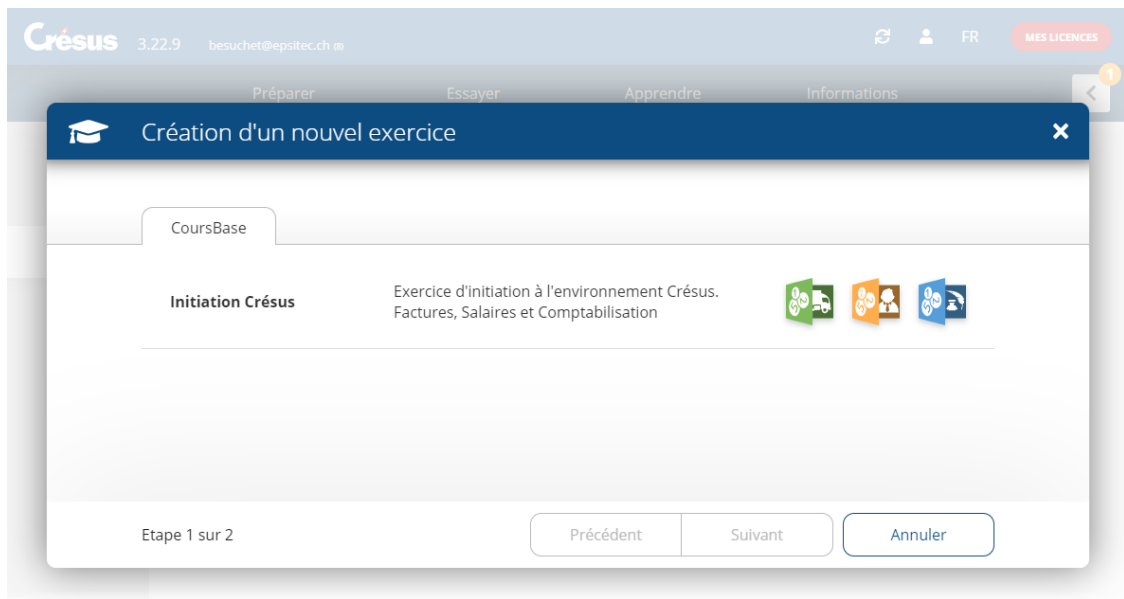 Crésus 3.22.9 besuchet@epsitec.ch FR MES LICENCES
1
Préparer Essayer Apprendre Informations
Création d'un nouvel exercice
CoursBase
Initiation Crésus
Exercice d'initiation à l'environnement Crésus.
Factures, Salaires et Comptabilisation
Etape 1 sur 2 Précédent Suivant Annuler